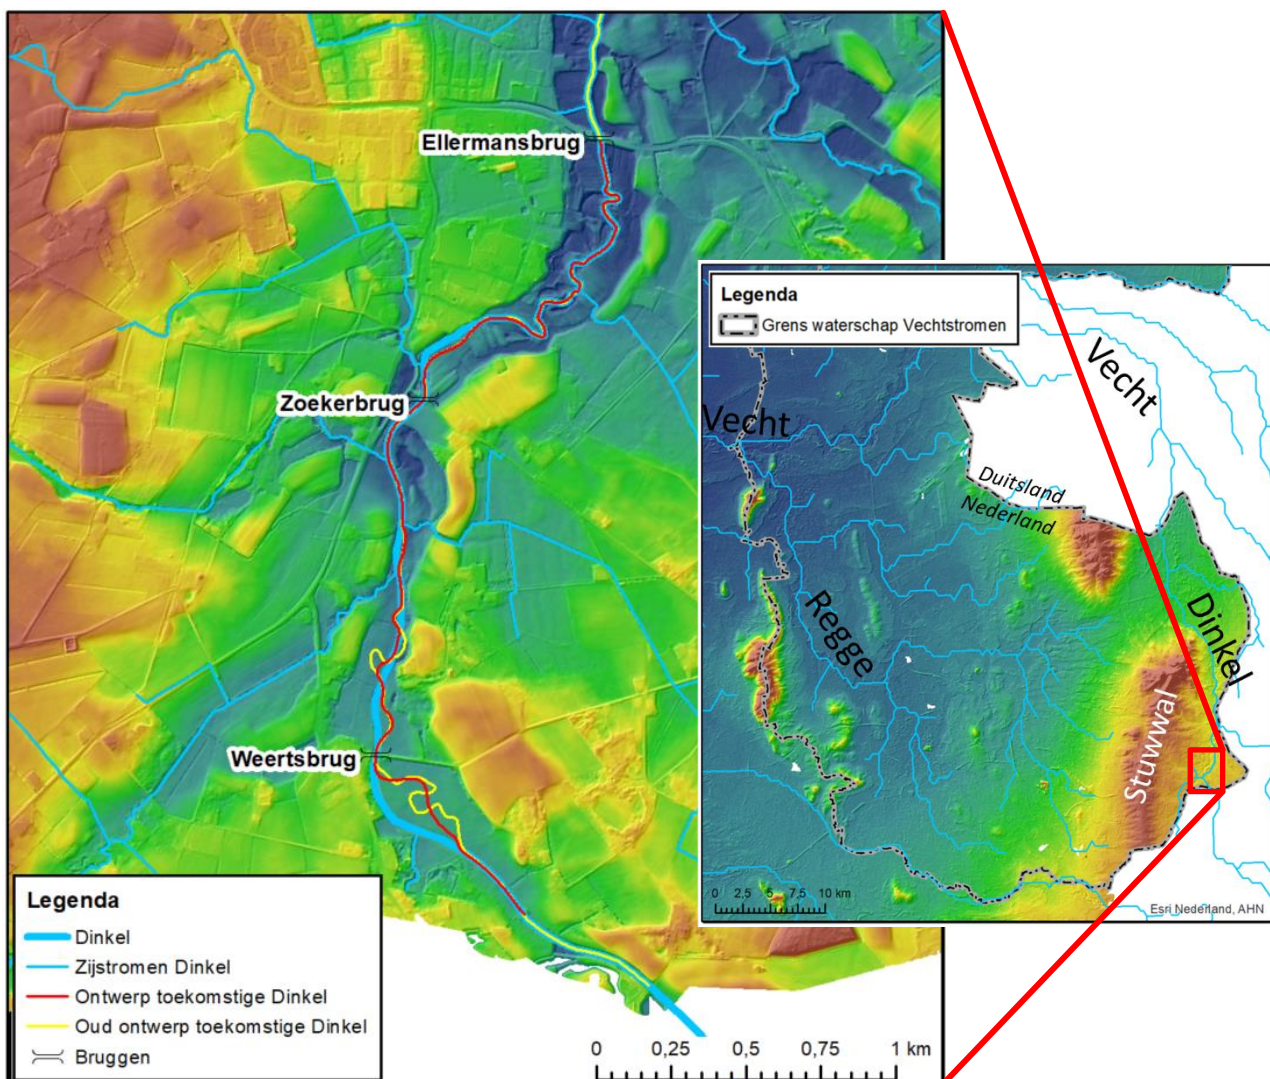 Ellermansbrug
Zoekerbrug
Weertsbrug
Legenda
Dinkel
Zijstromen Dinkel
Ontwerp toekomstige Dinkel
Oud ontwerp toekomstige Dinkel
Bruggen
0 0,25 0,5 0,75 1 km
Legenda
Grens waterschap Vechtstromen
Vecht
Vecht
Duitsland
Nederland
Regge
Dinkel
Stuwwal
0 2,5 5 7,5 10 km
Esri Nederland, AHN